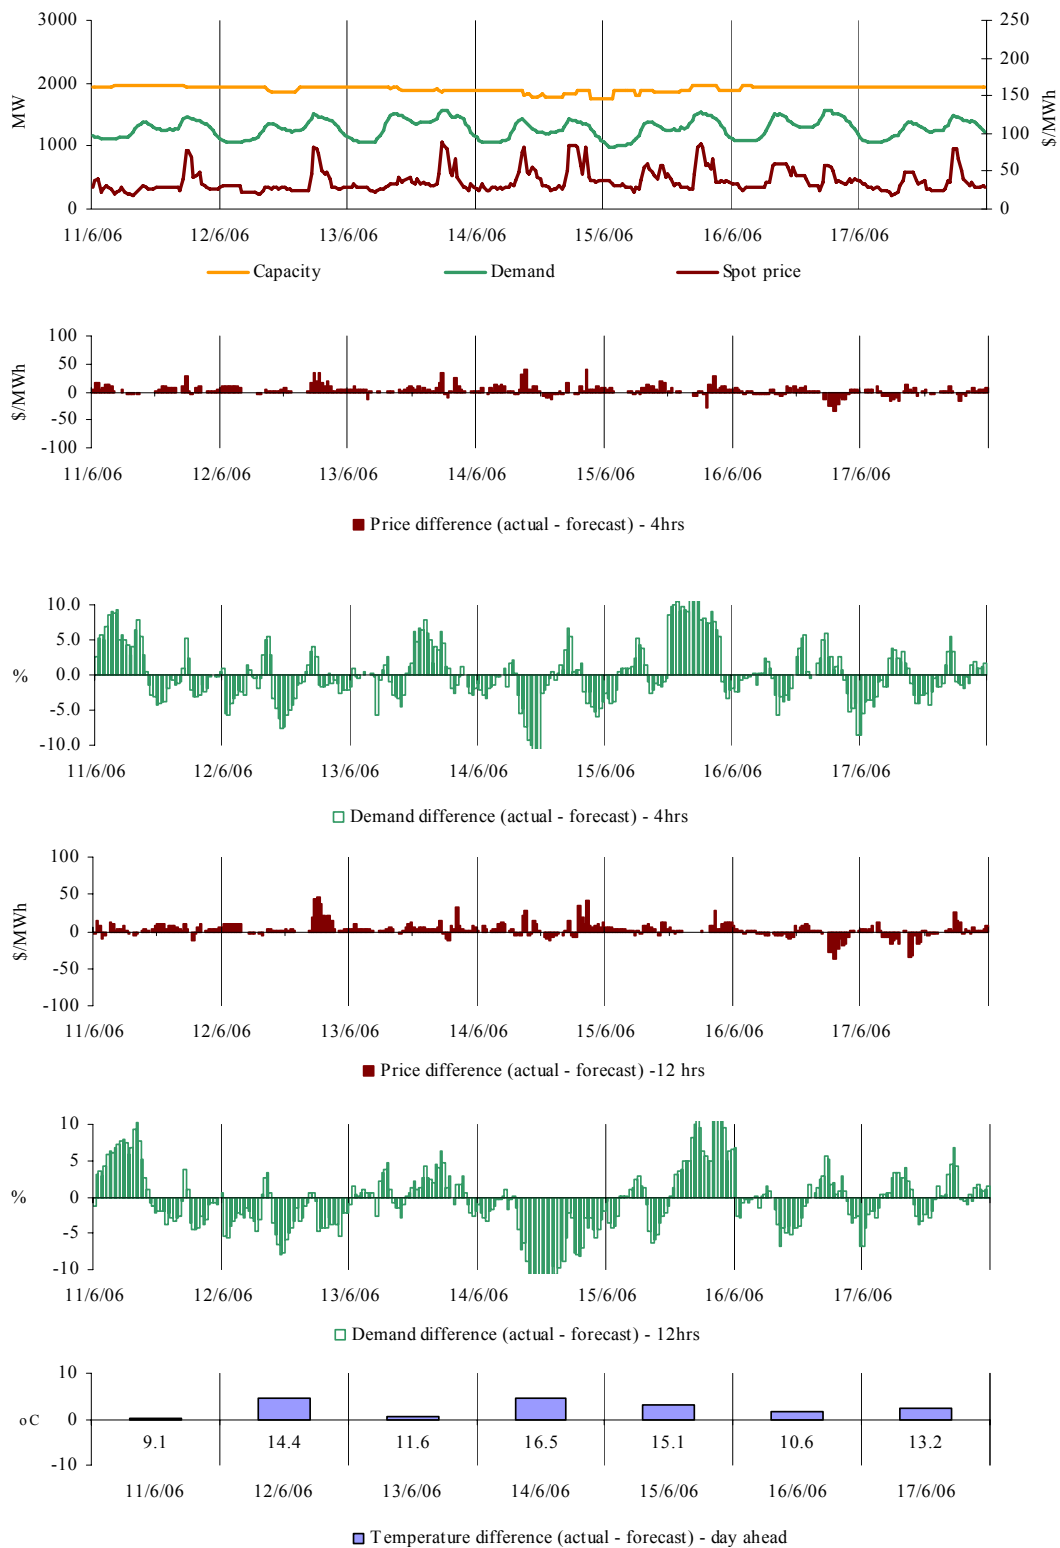 3000
2000
1000
0
MW
250
200
150
100
50
0
$/MWh
11/6/06 12/6/06 13/6/06 14/6/06 15/6/06 16/6/06 17/6/06
Capacity Demand Spot price
100
50
0
-50
-100
$/MWh
11/6/06 12/6/06 13/6/06 14/6/06 15/6/06 16/6/06 17/6/06
Price difference (actual - forecast) - 4hrs
10.0
5.0
0.0
-5.0
-10.0
%
11/6/06 12/6/06 13/6/06 14/6/06 15/6/06 16/6/06 17/6/06
Demand difference (actual - forecast) - 4hrs
100
50
0
-50
-100
$/MWh
11/6/06 12/6/06 13/6/06 14/6/06 15/6/06 16/6/06 17/6/06
Price difference (actual - forecast) -12 hrs
10
5
0
-5
-10
%
11/6/06 12/6/06 13/6/06 14/6/06 15/6/06 16/6/06 17/6/06
Demand difference (actual - forecast) - 12hrs
10
0
-10
oC
9.1 14.4 11.6 16.5 15.1 10.6 13.2
11/6/06 12/6/06 13/6/06 14/6/06 15/6/06 16/6/06 17/6/06
Temperature difference (actual - forecast) - day ahead